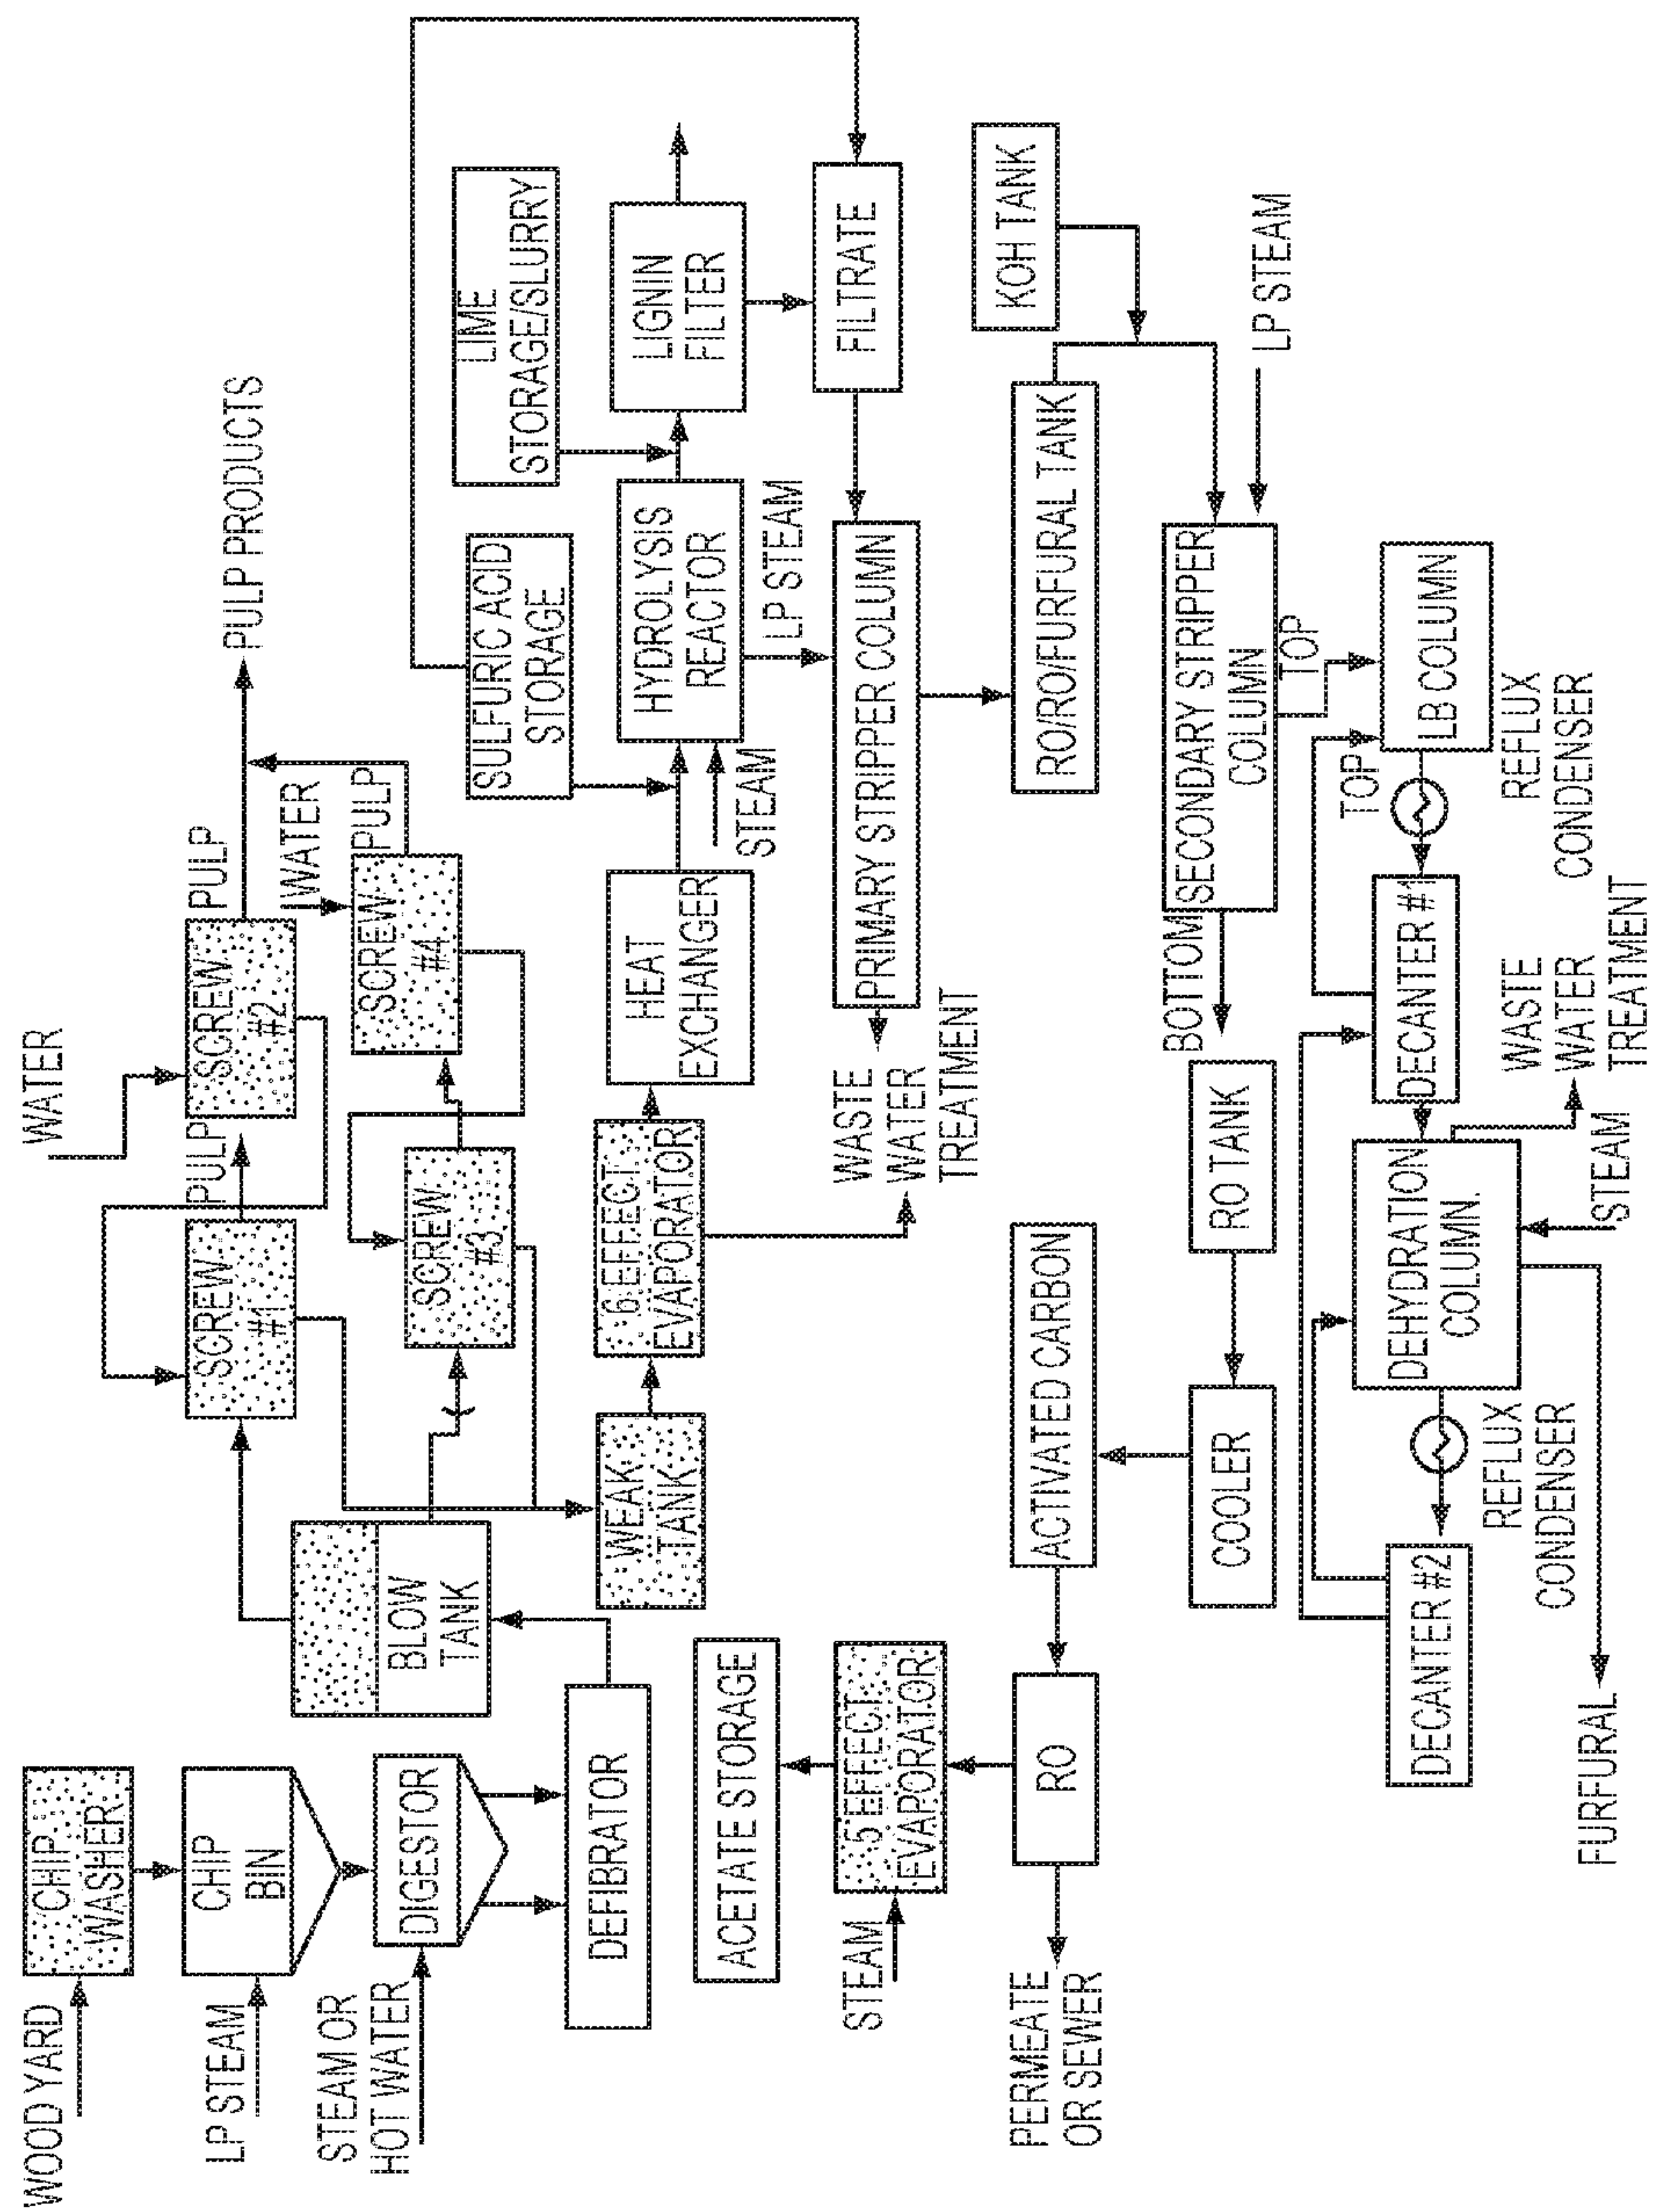 WOOD YARD
CHIP
WASHER
LP STEAM
CHIP
BIN
STEAM OR
HOT WATER
DIGESTOR
DEFIBRATOR
BLOW
TANK
WATER
SCREW
#1
PULP
SCREW
#2
PULP
PULP PRODUCTS
SCREW
#3
WATER
SCREW
#4
PULP
WEAK
TANK
6 EFFECT
EVAPORATOR
HEAT
EXCHANGER
SULFURIC ACID
STORAGE
STEAM
HYDROLYSIS
REACTOR
LIME
STORAGE/SLURRY
LIGNIN
FILTER
LP STEAM
FILTRATE
PRIMARY STRIPPER COLUMN
WASTE
WATER
TREATMENT
ACETATE STORAGE
STEAM
5 EFFECT
EVAPORATOR
PERMEATE
OR SEWER
RO
ACTIVATED CARBON
RO/RO/FURFURAL TANK
KOH TANK
COOLER
RO TANK
BOTTOM
SECONDARY STRIPPER
COLUMN
LP STEAM
TOP
LB COLUMN
TOP
REFLUX
CONDENSER
DECANTER #1
DEHYDRATION
COLUMN.
WASTE
WATER
TREATMENT
STEAM
REFLUX
CONDENSER
DECANTER #2
FURFURAL